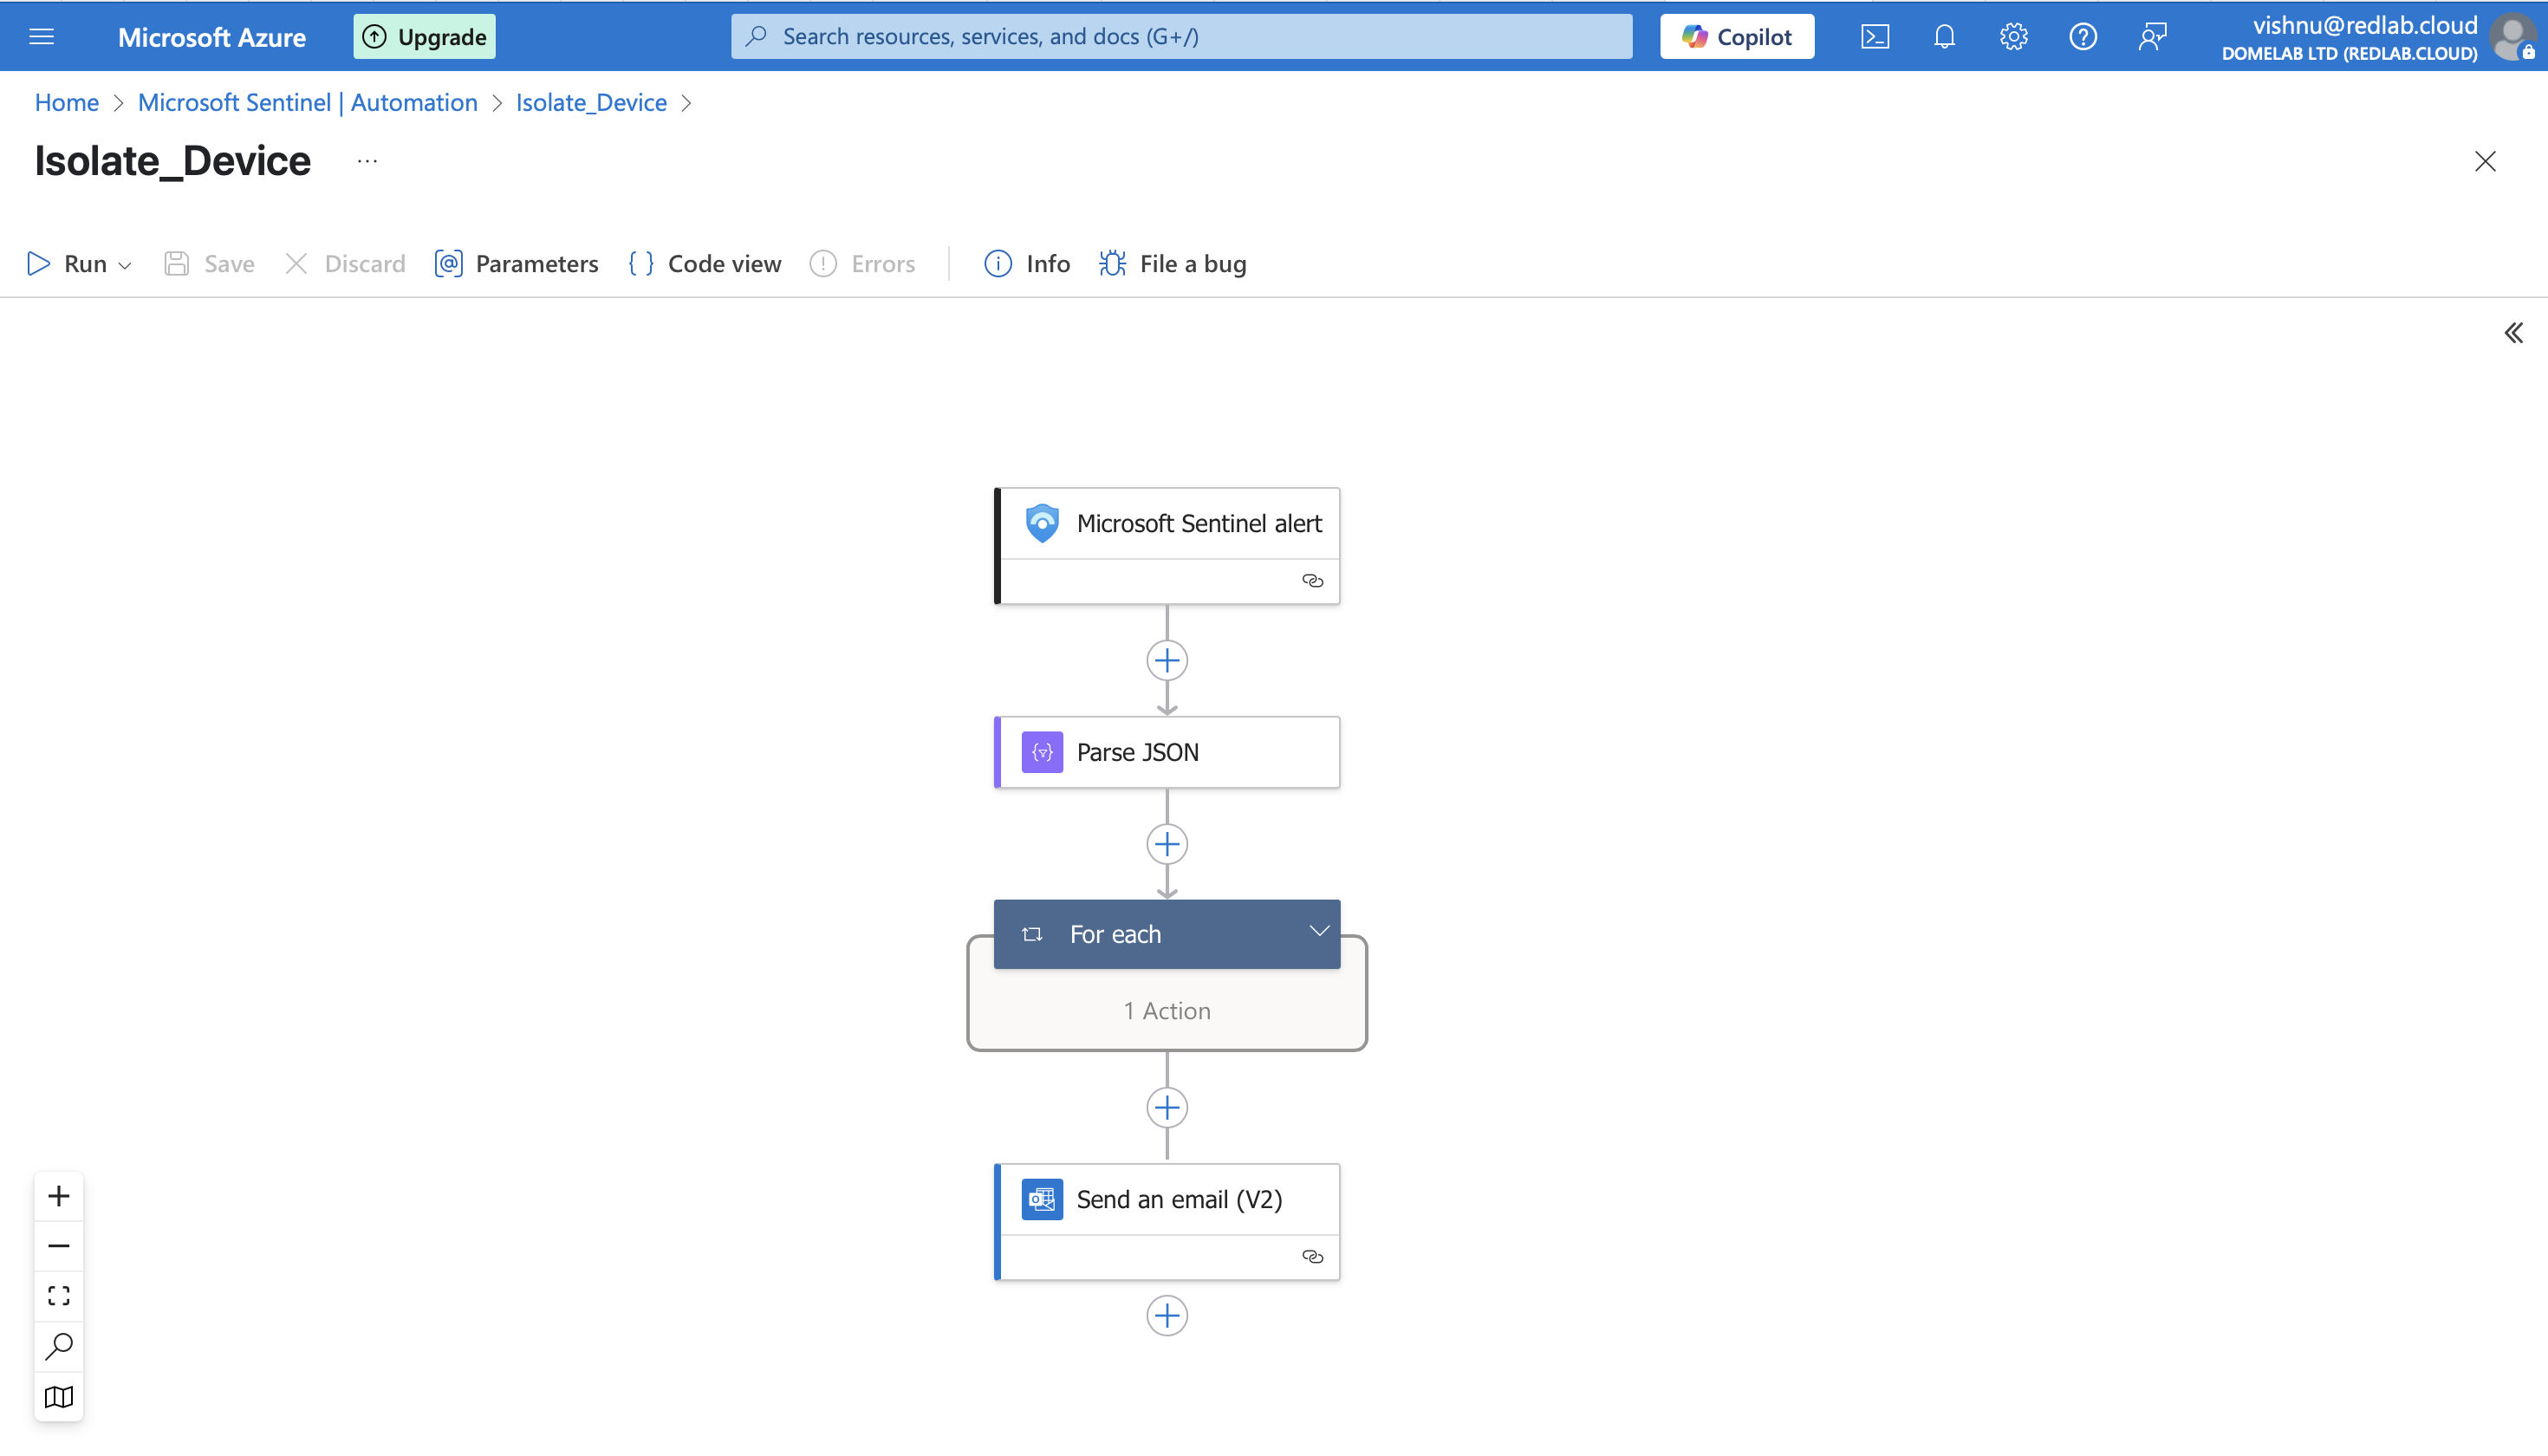 Microsoft Azure
Upgrade
Search resources, services, and docs (G+/)
Copilot
vishnu@redlab.cloud
DOMELAB LTD (REDLAB.CLOUD)
Home > Microsoft Sentinel | Automation > Isolate_Device >
Isolate_Device ...
Run Save Discard Parameters Code view Errors Info File a bug
Microsoft Sentinel alert
Parse JSON
For each
1 Action
Send an email (V2)